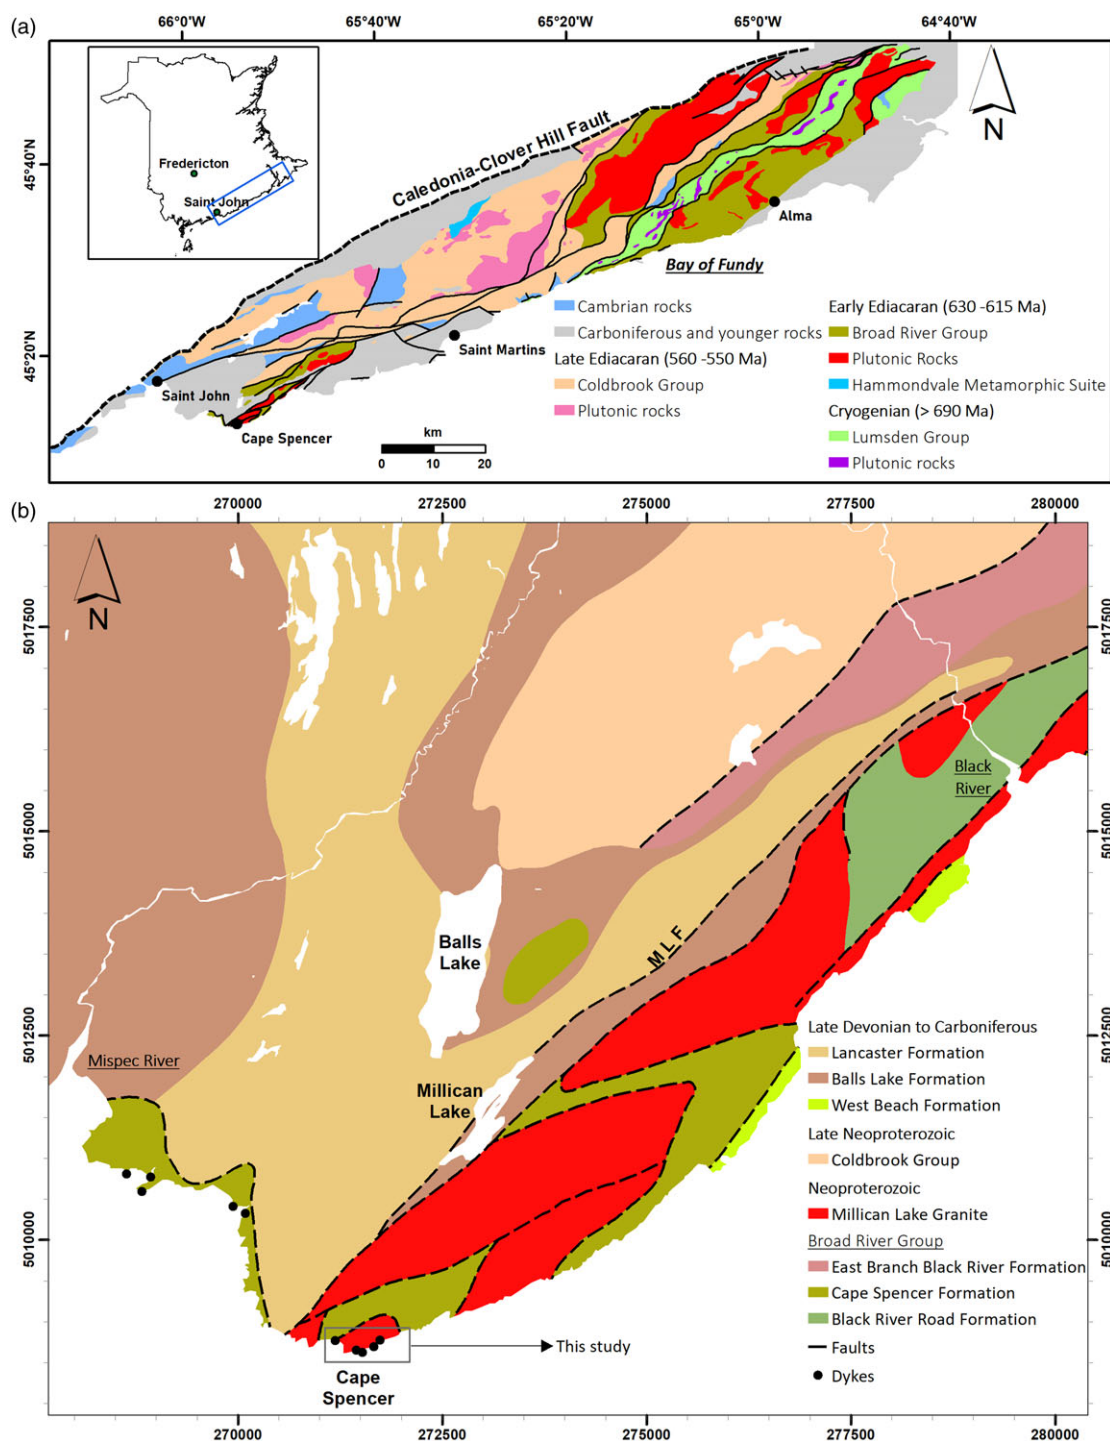 (a)
66°0'W
65°40'W
65°20'W
65°0'W
64°40'W
45°40'N
45°20'N
Fredericton
Saint John
Caledonia-Clover Hill Fault
N
Alma
Bay of Fundy
Saint Martins
Saint John
Cape Spencer
km
0 10 20
Cambrian rocks
Carboniferous and younger rocks
Late Ediacaran (560 -550 Ma)
Coldbrook Group
Plutonic rocks
Early Ediacaran (630 -615 Ma)
Broad River Group
Plutonic Rocks
Hammondvale Metamorphic Suite
Cryogenian (> 690 Ma)
Lumsden Group
Plutonic rocks
(b)
270000
272500
275000
277500
280000
5017500
5015000
5012500
5010000
5017500
5015000
5012500
5010000
N
Black
River
Balls
Lake
MLF
Mispec River
Millican
Lake
This study
Cape
Spencer
Late Devonian to Carboniferous
Lancaster Formation
Balls Lake Formation
West Beach Formation
Late Neoproterozoic
Coldbrook Group
Neoproterozoic
Millican Lake Granite
Broad River Group
East Branch Black River Formation
Cape Spencer Formation
Black River Road Formation
Faults
Dykes
270000
272500
275000
277500
280000